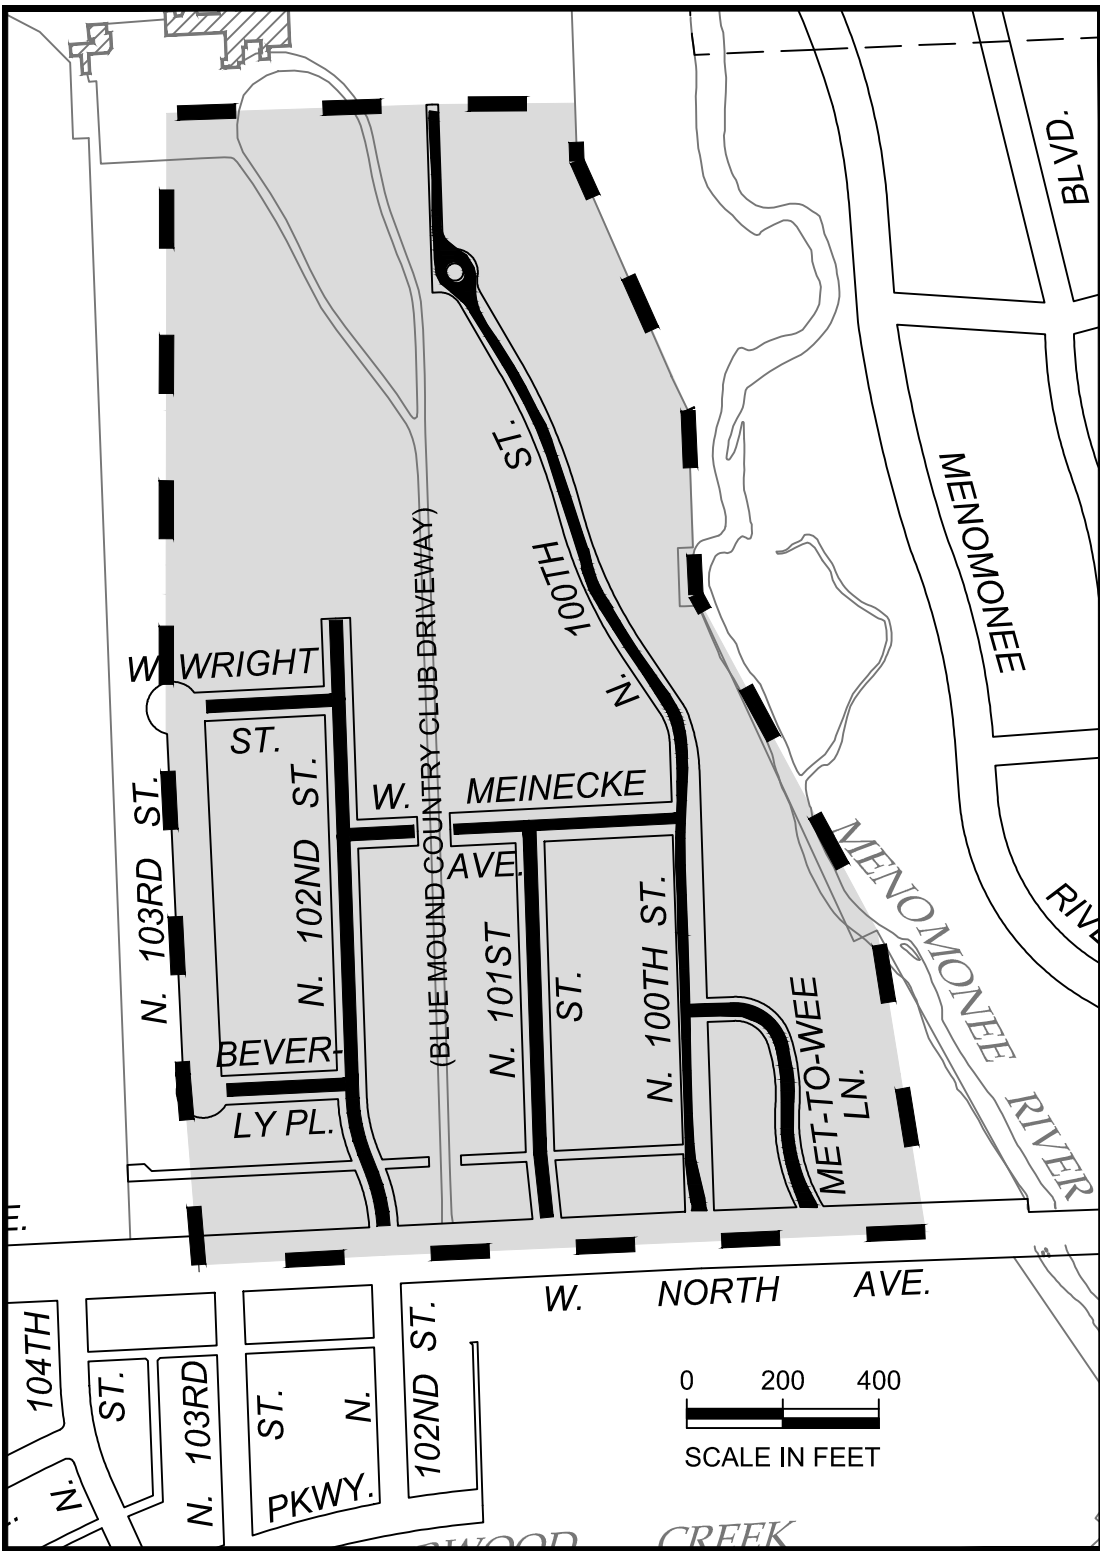 BLVD.
MENOMONEE
ST.
100TH
N.
(BLUE MOUND COUNTRY CLUB DRIVEWAY)
W. WRIGHT
ST.
N. 103RD ST.
N. 102ND ST.
W. MEINECKE
AVE.
N. 101ST
ST.
N. 100TH ST.
MET-TO-WEE
LN.
MENOMONEE RIVER
BEVER-
LY PL.
E.
W. NORTH AVE.
104TH
ST.
N. 103RD
ST.
N.
102ND ST.
N.
PKWY.
0 200 400
SCALE IN FEET
CREEK